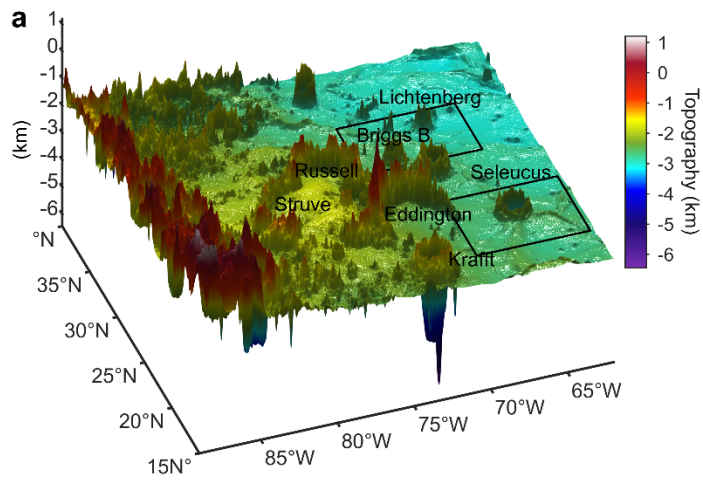 a
1
0
-1
-2
-3
-4
-5
-6
(km)
°N
35°N
30°N
25°N
20°N
15N°
85°W
80°W
75°W
70°W
65°W
Lichtenberg
Briggs B
Russell
Seleucus
Struve
Eddington
Krafft
1
0
-1
-2
-3
-4
-5
-6
Topography (km)